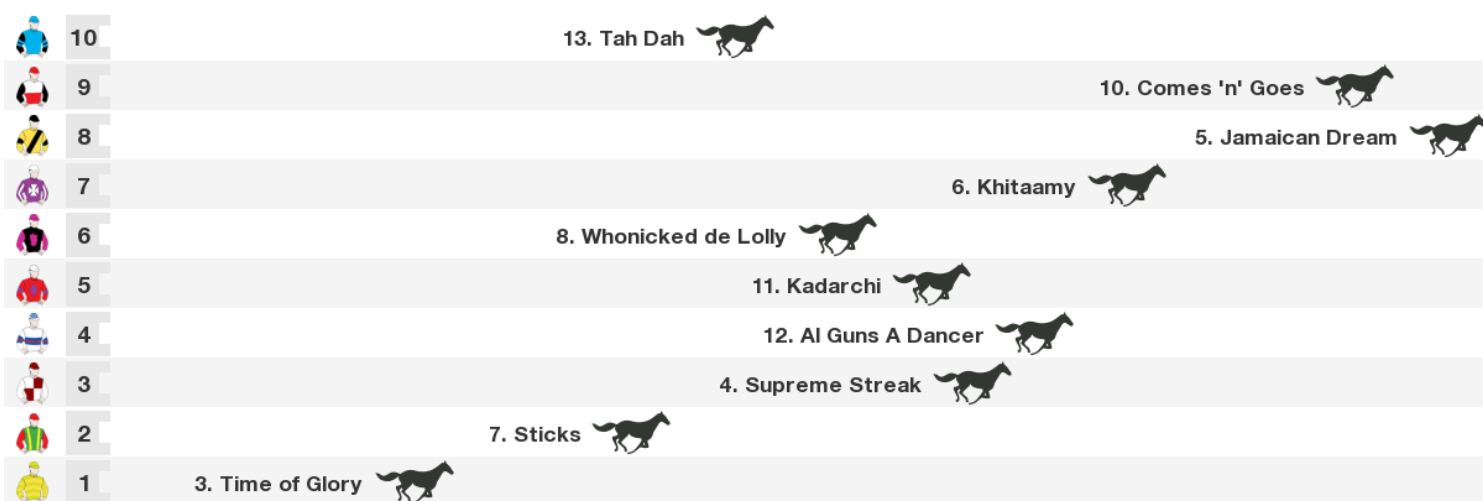 10 13. Tah Dah
9 10. Comes 'n' Goes
8 5. Jamaican Dream
7 6. Khitaamy
6 8. Whonicked de Lolly
5 11. Kadarchi
4 12. Al Guns A Dancer
3 4. Supreme Streak
2 7. Sticks
1 3. Time of Glory